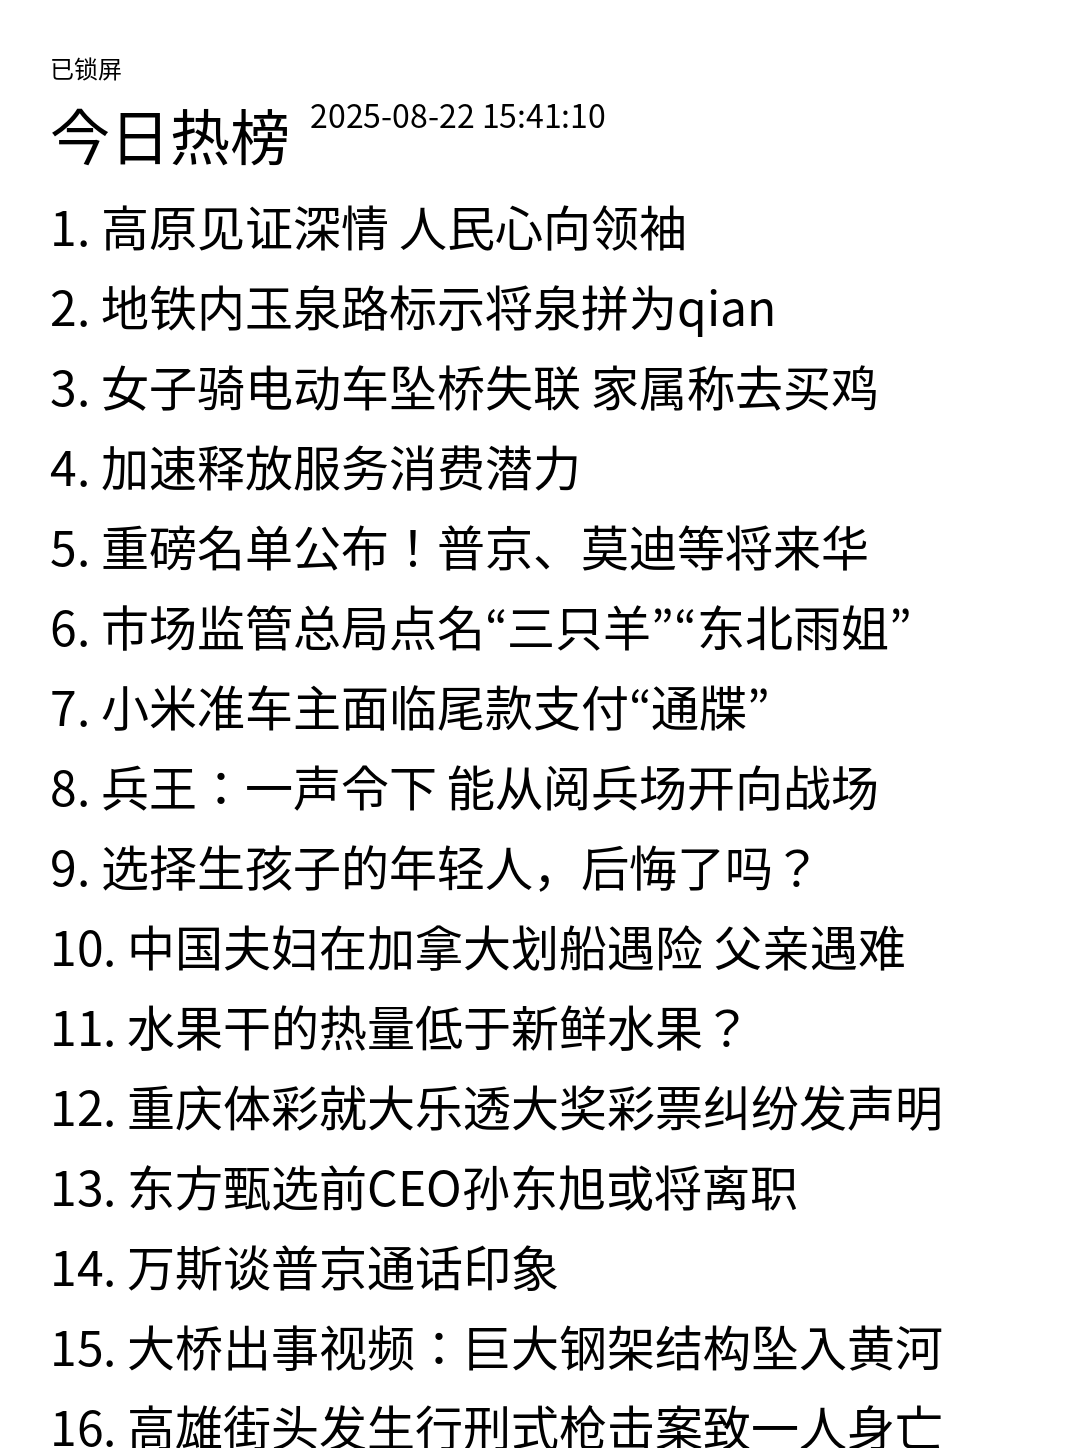 已锁屏
今日热榜 2025-08-22 15:41:10
1. 高原见证深情 人民心向领袖
2. 地铁内玉泉路标示将泉拼为qian
3. 女子骑电动车坠桥失联 家属称去买鸡
4. 加速释放服务消费潜力
5. 重磅名单公布！普京、莫迪等将来华
6. 市场监管总局点名“三只羊”“东北雨姐”
7. 小米准车主面临尾款支付“通牒”
8. 兵王：一声令下 能从阅兵场开向战场
9. 选择生孩子的年轻人，后悔了吗？
10. 中国夫妇在加拿大划船遇险 父亲遇难
11. 水果干的热量低于新鲜水果？
12. 重庆体彩就大乐透大奖彩票纠纷发声明
13. 东方甄选前CEO孙东旭或将离职
14. 万斯谈普京通话印象
15. 大桥出事视频：巨大钢架结构坠入黄河
16. 高雄街头发生行刑式枪击案致一人身亡